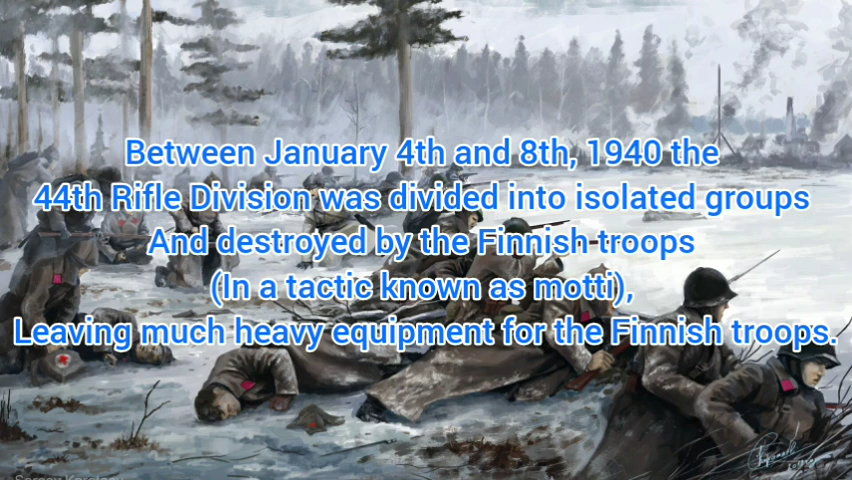 Between January 4th and 8th, 1940 the
44th Rifle Division was divided into isolated groups
And destroyed by the Finnish troops
(In a tactic known as motti),
Leaving much heavy equipment for the Finnish troops.